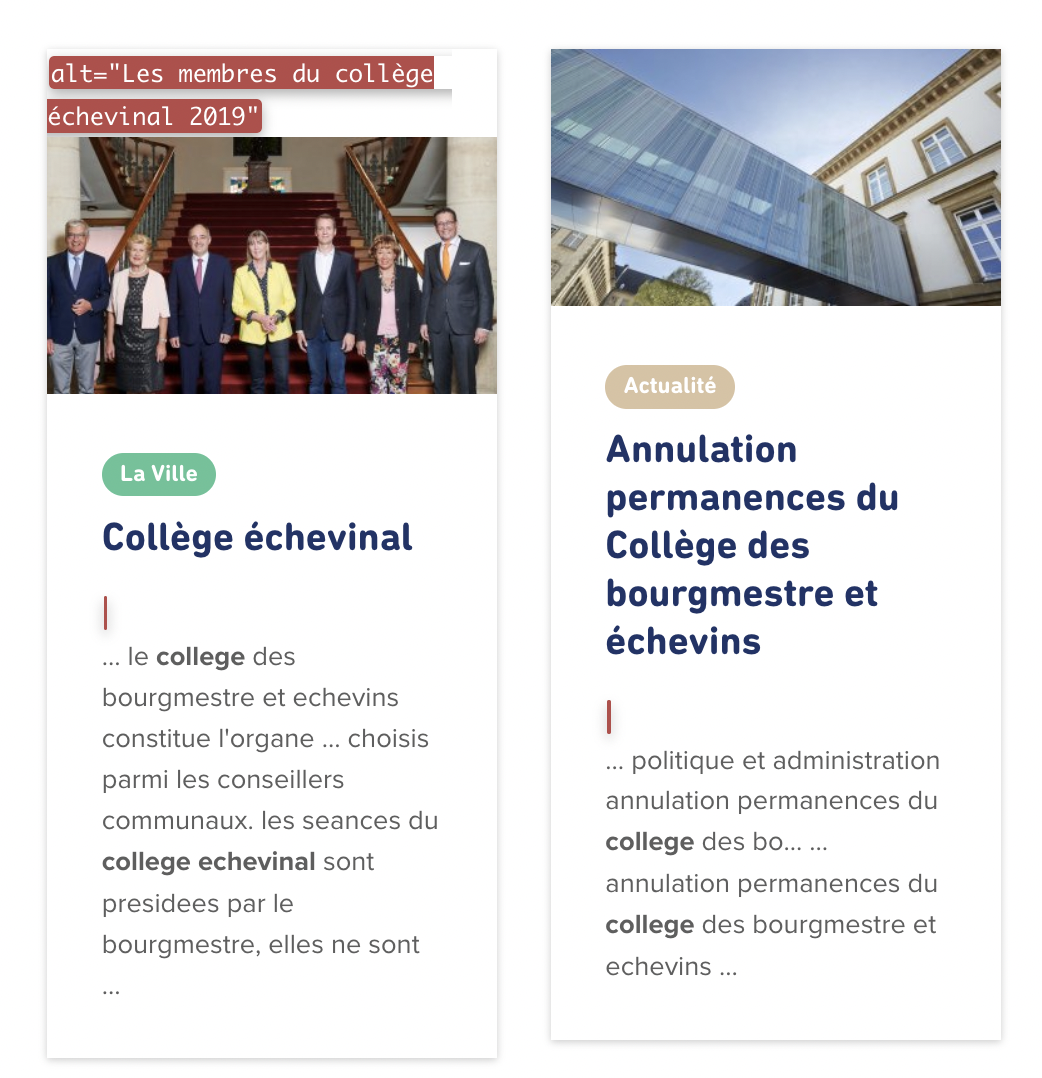 alt="Les membres du collège
échevinal 2019"
La Ville
Collège échevinal
... le college des
bourgmestre et echevins
constitue l'organe ... choisis
parmi les conseillers
communaux. les seances du
college echevinal sont
presidees par le
bourgmestre, elles ne sont
...
Actualité
Annulation
permanences du
Collège des
bourgmestre et
échevins
... politique et administration
annulation permanences du
college des bo... ...
annulation permanences du
college des bourgmestre et
echevins ...